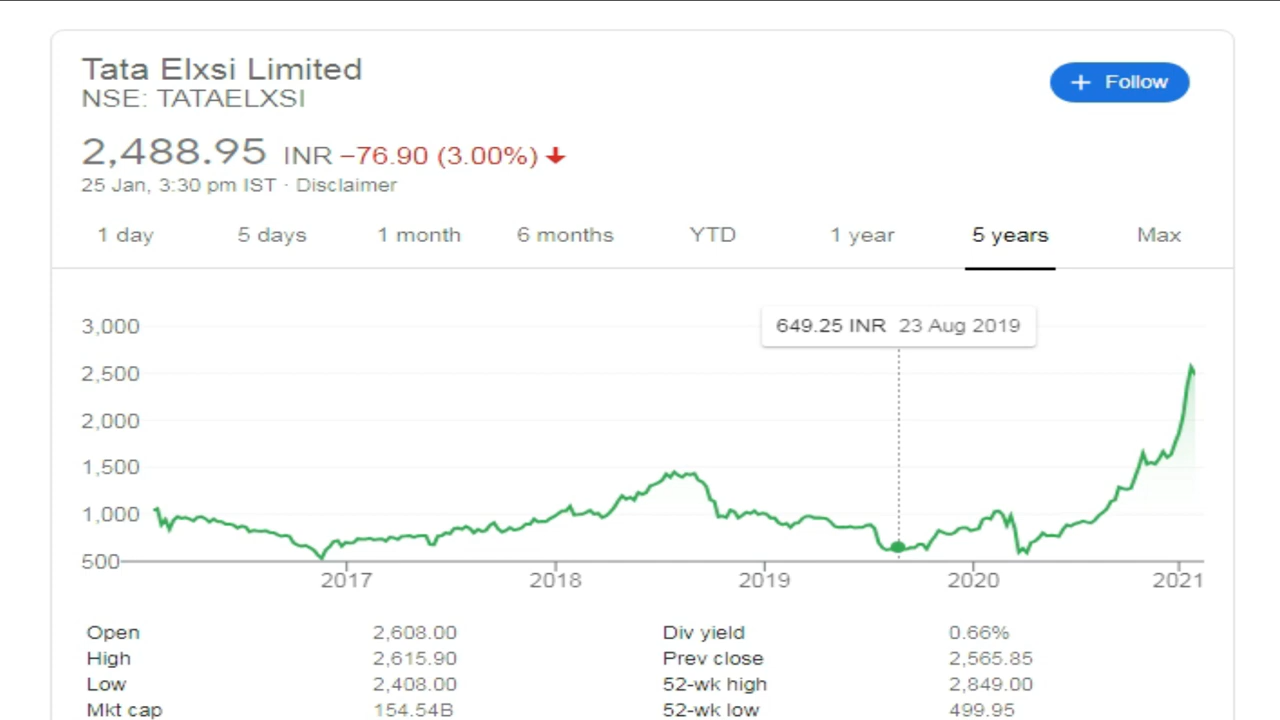 Tata Elxsi Limited
NSE: TATAELXSI
+ Follow
2,488.95 INR −76.90 (3.00%)
25 Jan, 3:30 pm IST · Disclaimer
1 day 5 days 1 month 6 months YTD 1 year 5 years Max
649.25 INR 23 Aug 2019
3,000
2,500
2,000
1,500
1,000
500
2017 2018 2019 2020 2021
Open 2,608.00 Div yield 0.66%
High 2,615.90 Prev close 2,565.85
Low 2,408.00 52-wk high 2,849.00
Mkt cap 154.54B 52-wk low 499.95